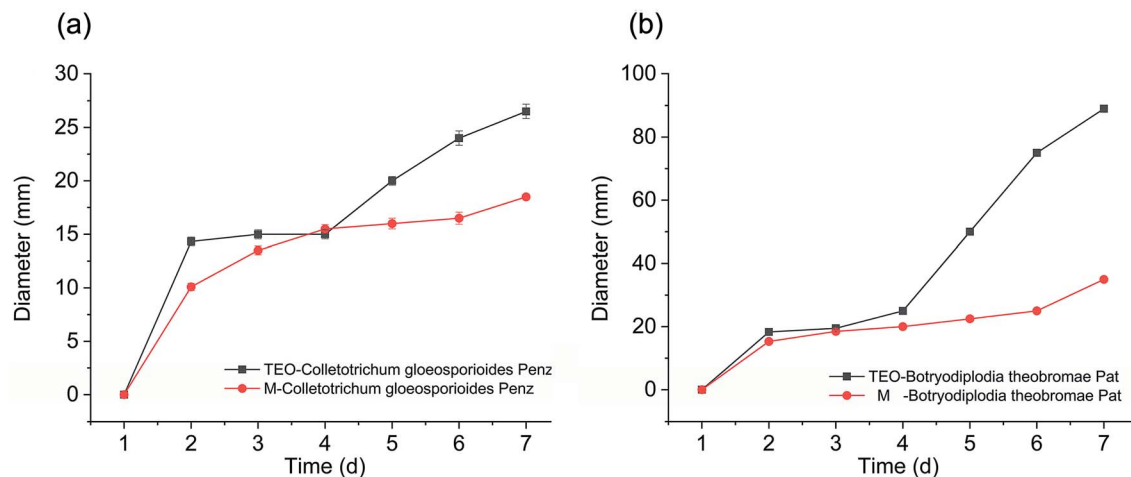 (a)
30
25
20
15
10
5
0
Diameter (mm)
TEO-Colletotrichum gloeosporioides Penz
M-Colletotrichum gloeosporioides Penz
1 2 3 4 5 6 7
Time (d)
(b)
100
80
60
40
20
0
Diameter (mm)
TEO-Botryodiplodia theobromae Pat
M -Botryodiplodia theobromae Pat
1 2 3 4 5 6 7
Time (d)